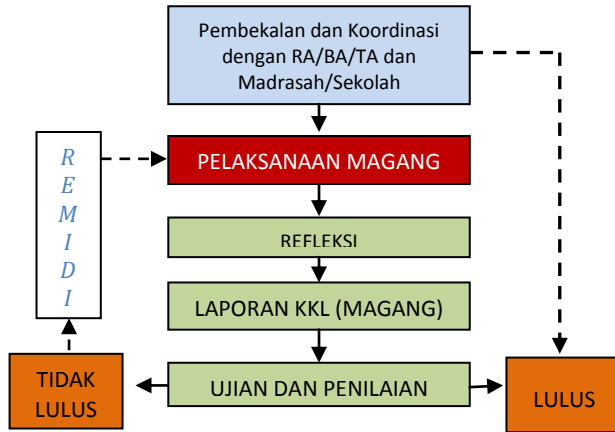 Pembekalan dan Koordinasi
dengan RA/BA/TA dan
Madrasah/Sekolah
R
E
M
I
D
I
PELAKSANAAN MAGANG
REFLEKSI
LAPORAN KKL (MAGANG)
TIDAK
LULUS
UJIAN DAN PENILAIAN
LULUS